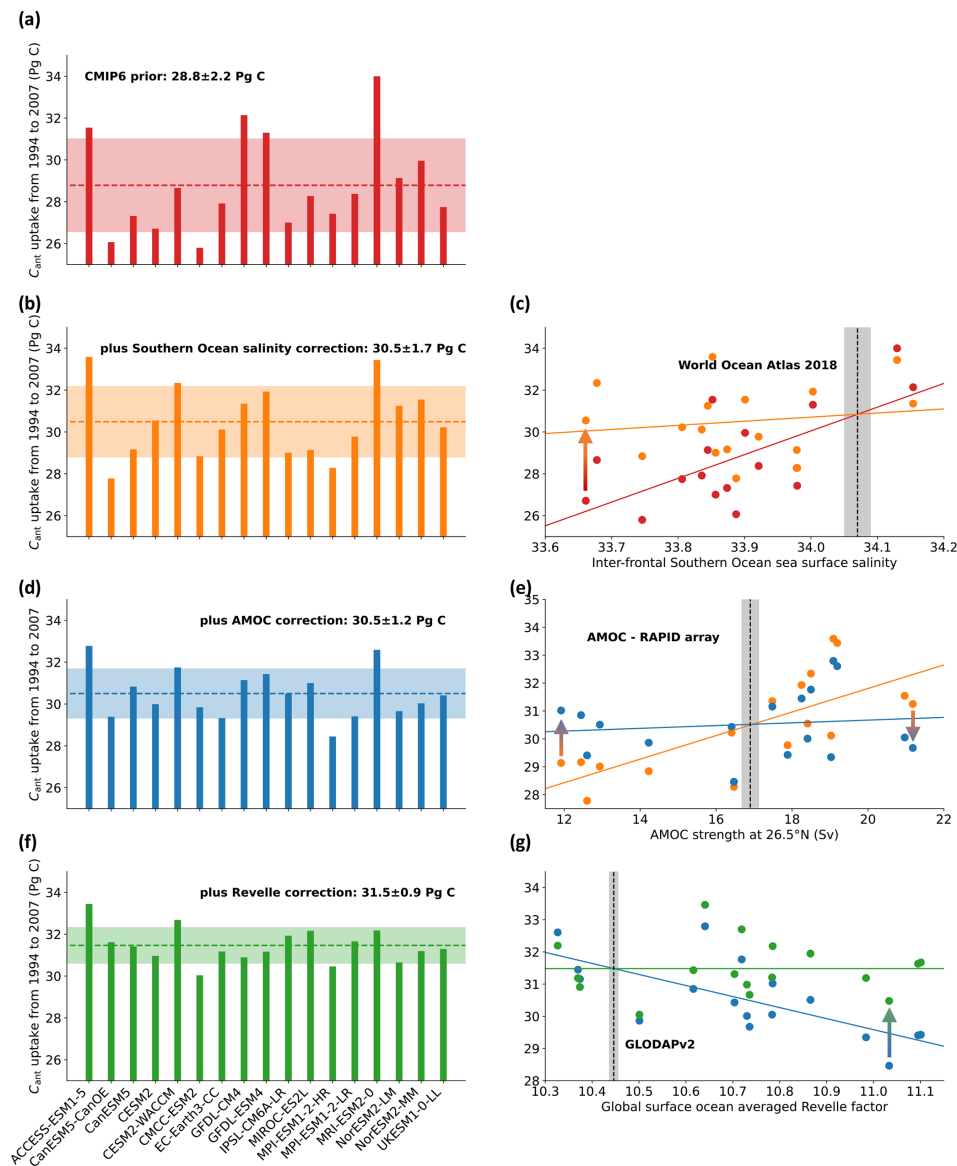 (a)
CMIP6 prior: 28.8±2.2 Pg C
Cant uptake from 1994 to 2007 (Pg C)
34
32
30
28
26
(b)
plus Southern Ocean salinity correction: 30.5±1.7 Pg C
Cant uptake from 1994 to 2007 (Pg C)
34
32
30
28
26
(c)
World Ocean Atlas 2018
34
32
30
28
26
33.6 33.7 33.8 33.9 34.0 34.1 34.2
Inter-frontal Southern Ocean sea surface salinity
(d)
plus AMOC correction: 30.5±1.2 Pg C
Cant uptake from 1994 to 2007
34
32
30
28
26
(e)
AMOC - RAPID array
35
34
33
32
31
30
29
28
12 14 16 18 20 22
AMOC strength at 26.5°N (Sv)
(f)
plus Revelle correction: 31.5±0.9 Pg C
Cant uptake from 1994 to 2007 (Pg C)
34
32
30
28
26
ACCESS-ESM1-5
CanESM5-CanOE
CanESM5
CESM2
CESM2-WACCM
CMCC-ESM2
EC-Earth3-CC
GFDL-CM4
GFDL-ESM4
IPSL-CM6A-LR
MIROC-ES2L
MPI-ESM1-2-HR
MPI-ESM1-2-LR
MRI-ESM2-0
NorESM2-LM
NorESM2-MM
UKESM1-0-LL
(g)
GLODAPv2
34
33
32
31
30
29
28
10.3 10.4 10.5 10.6 10.7 10.8 10.9 11.0 11.1
Global surface ocean averaged Revelle factor